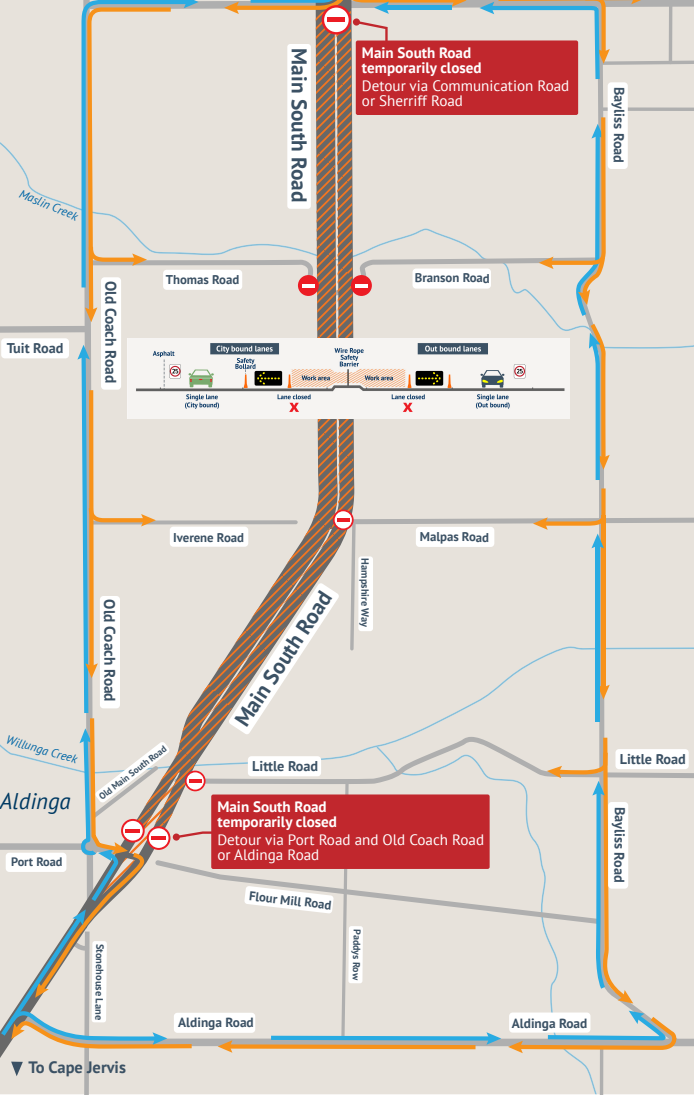 Main South Road
Main South Road
temporarily closed
Detour via Communication Road
or Sherriff Road
Bayliss Road
Maslin Creek
Thomas Road
Branson Road
Old Coach Road
Tuit Road
City bound lanes
Wire Rope
Safety
Barrier
Out bound lanes
Asphalt
Safety
Bollard
25
Work area
Work area
25
Single lane
(City bound)
Lane closed
X
Lane closed
X
Single lane
(Out bound)
Iverene Road
Malpas Road
Hampshire Way
Old Coach Road
Main South Road
Willunga Creek
Old Main South Road
Little Road
Little Road
Aldinga
Main South Road
temporarily closed
Detour via Port Road and Old Coach Road
or Aldinga Road
Bayliss Road
Port Road
Flour Mill Road
Stonehouse Lane
Paddys Row
Aldinga Road
Aldinga Road
To Cape Jervis